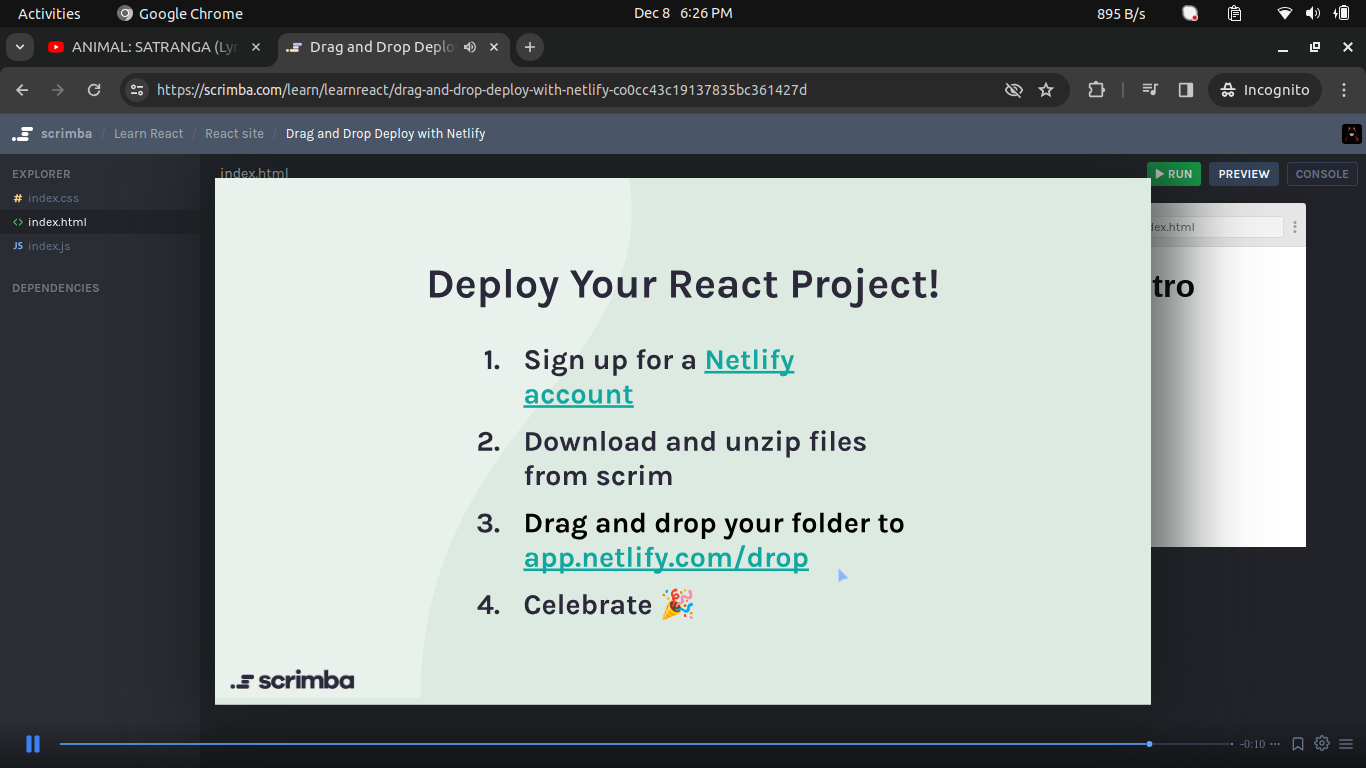 Activities
Google Chrome
Dec 8 6:26 PM
895 B/s
ANIMAL: SATRANGA (Lyr
Drag and Drop Deplo
https://scrimba.com/learn/learnreact/drag-and-drop-deploy-with-netlify-co0cc43c19137835bc361427d
Incognito
scrimba / Learn React / React site / Drag and Drop Deploy with Netlify
EXPLORER
# index.css
<> index.html
JS index.js
DEPENDENCIES
index.html
RUN
PREVIEW
CONSOLE
dex.html
tro
Deploy Your React Project!
1. Sign up for a Netlify
account
2. Download and unzip files
from scrim
3. Drag and drop your folder to
app.netlify.com/drop
4. Celebrate 🎉
scrimba
-0:10